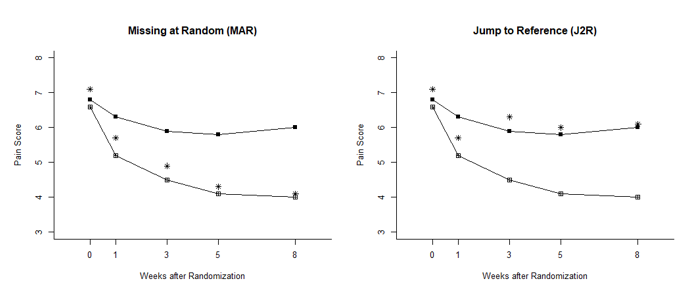 Missing at Random (MAR)
8
7
6
5
4
3
Pain Score
0 1 3 5 8
Weeks after Randomization
Jump to Reference (J2R)
8
7
6
5
4
3
Pain Score
0 1 3 5 8
Weeks after Randomization